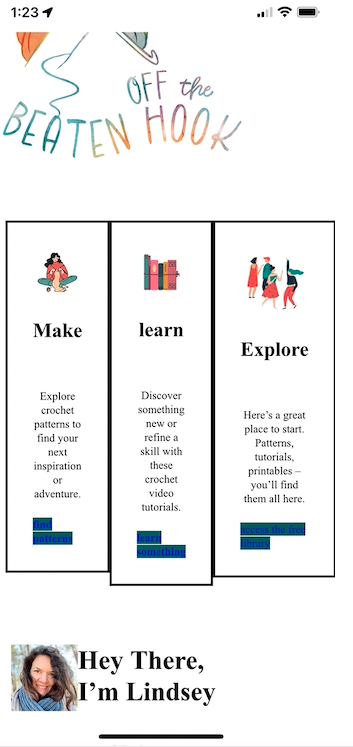 1:23
OFF the
BEATEN HOOK
Make
Explore
crochet
patterns to
find your
next
inspiration
or
adventure.
find
patterns
learn
Discover
something
new or
refine a
skill with
these
crochet
video
tutorials.
learn
something
Explore
Here’s a great
place to start.
Patterns,
tutorials,
printables –
you’ll find
them all here.
access the free
library
Hey There,
I’m Lindsey